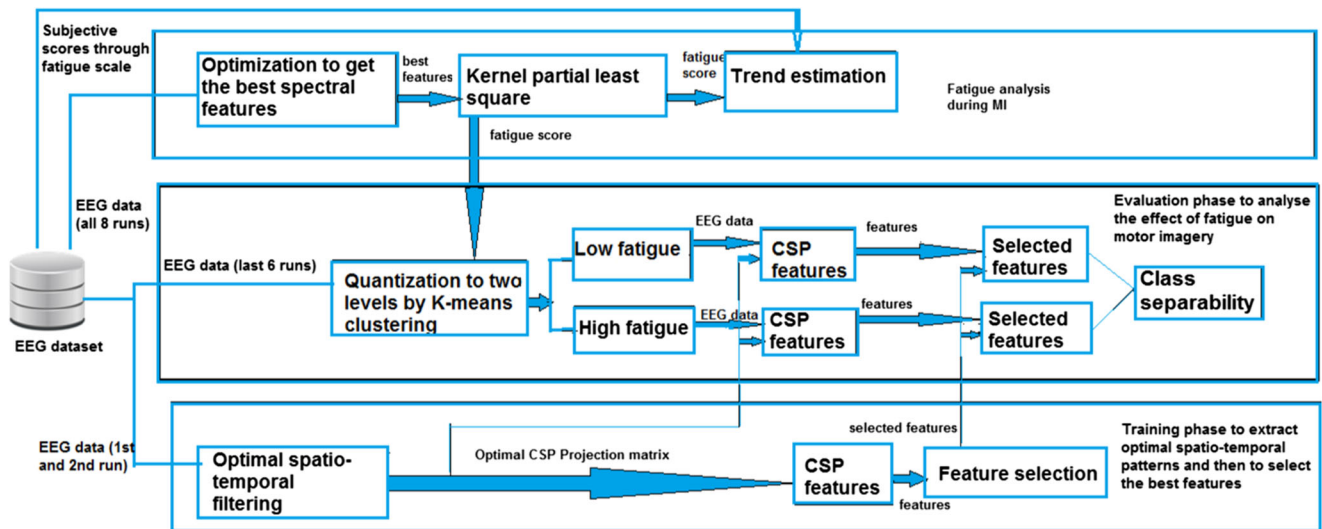 Subjective
scores through
fatigue scale
Optimization to get
the best spectral
features
best
features
Kernel partial least
square
fatigue
score
Trend estimation
Fatigue analysis
during MI
fatigue score
EEG data
(all 8 runs)
Evaluation phase to analyse
the effect of fatigue on
motor imagery
EEG data (last 6 runs)
Quantization to two
levels by K-means
clustering
Low fatigue
EEG data
CSP
features
features
Selected
features
High fatigue
EEG data
CSP
features
features
Selected
features
Class
separability
EEG dataset
EEG data (1st
and 2nd run)
Optimal spatio-
temporal
filtering
Optimal CSP Projection matrix
CSP
features
features
selected features
Feature selection
Training phase to extract
optimal spatio-temporal
patterns and then to select
the best features